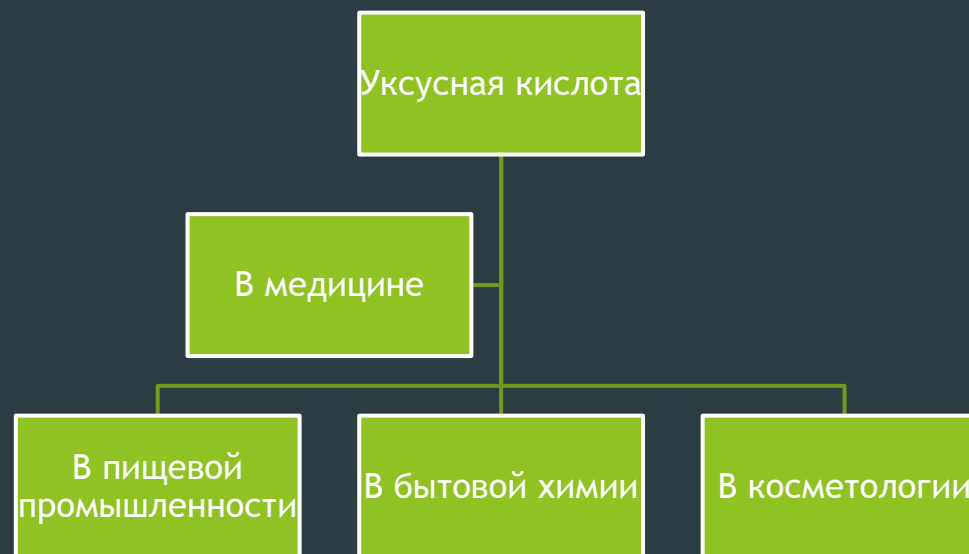 Уксусная кислота
В медицине
В пищевой
промышленности
В бытовой химии
В косметологии